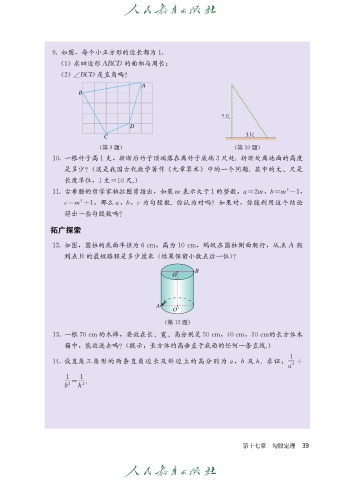 人民教育出版社
9. 如图，每个小正方形的边长都为 1.
(1) 求四边形 ABCD 的面积与周长；
(2) ∠BCD 是直角吗？
A
B
D
C
?尺
3尺
(第 9 题)
(第 10 题)
10. 一根竹子高 1 丈，折断后竹子顶端落在离竹子底端 3 尺处. 折断处离地面的高度
是多少？(这是我国古代数学著作《九章算术》中的一个问题. 其中的丈、尺是
长度单位，1 丈＝10 尺.)
11. 古希腊的哲学家柏拉图曾指出，如果 m 表示大于 1 的整数，a＝2m，b＝m²－1，
c＝m²＋1，那么 a，b，c 为勾股数. 你认为对吗？如果对，你能利用这个结论
得出一些勾股数吗？
拓广探索
12. 如图，圆柱的底面半径为 6 cm，高为 10 cm，蚂蚁在圆柱侧面爬行，从点 A 爬
到点 B 的最短路程是多少厘米（结果保留小数点后一位）？
O′
B
A
O
(第 12 题)
13. 一根 70 cm 的木棒，要放在长、宽、高分别是 50 cm，40 cm，30 cm的长方体木
箱中，能放进去吗？(提示：长方体的高垂直于底面的任何一条直线.)
14. 设直角三角形的两条直角边长及斜边上的高分别为 a，b 及 h. 求证：1/a²＋
1/b²＝1/h².
第十七章 勾股定理 39
人民教育出版社